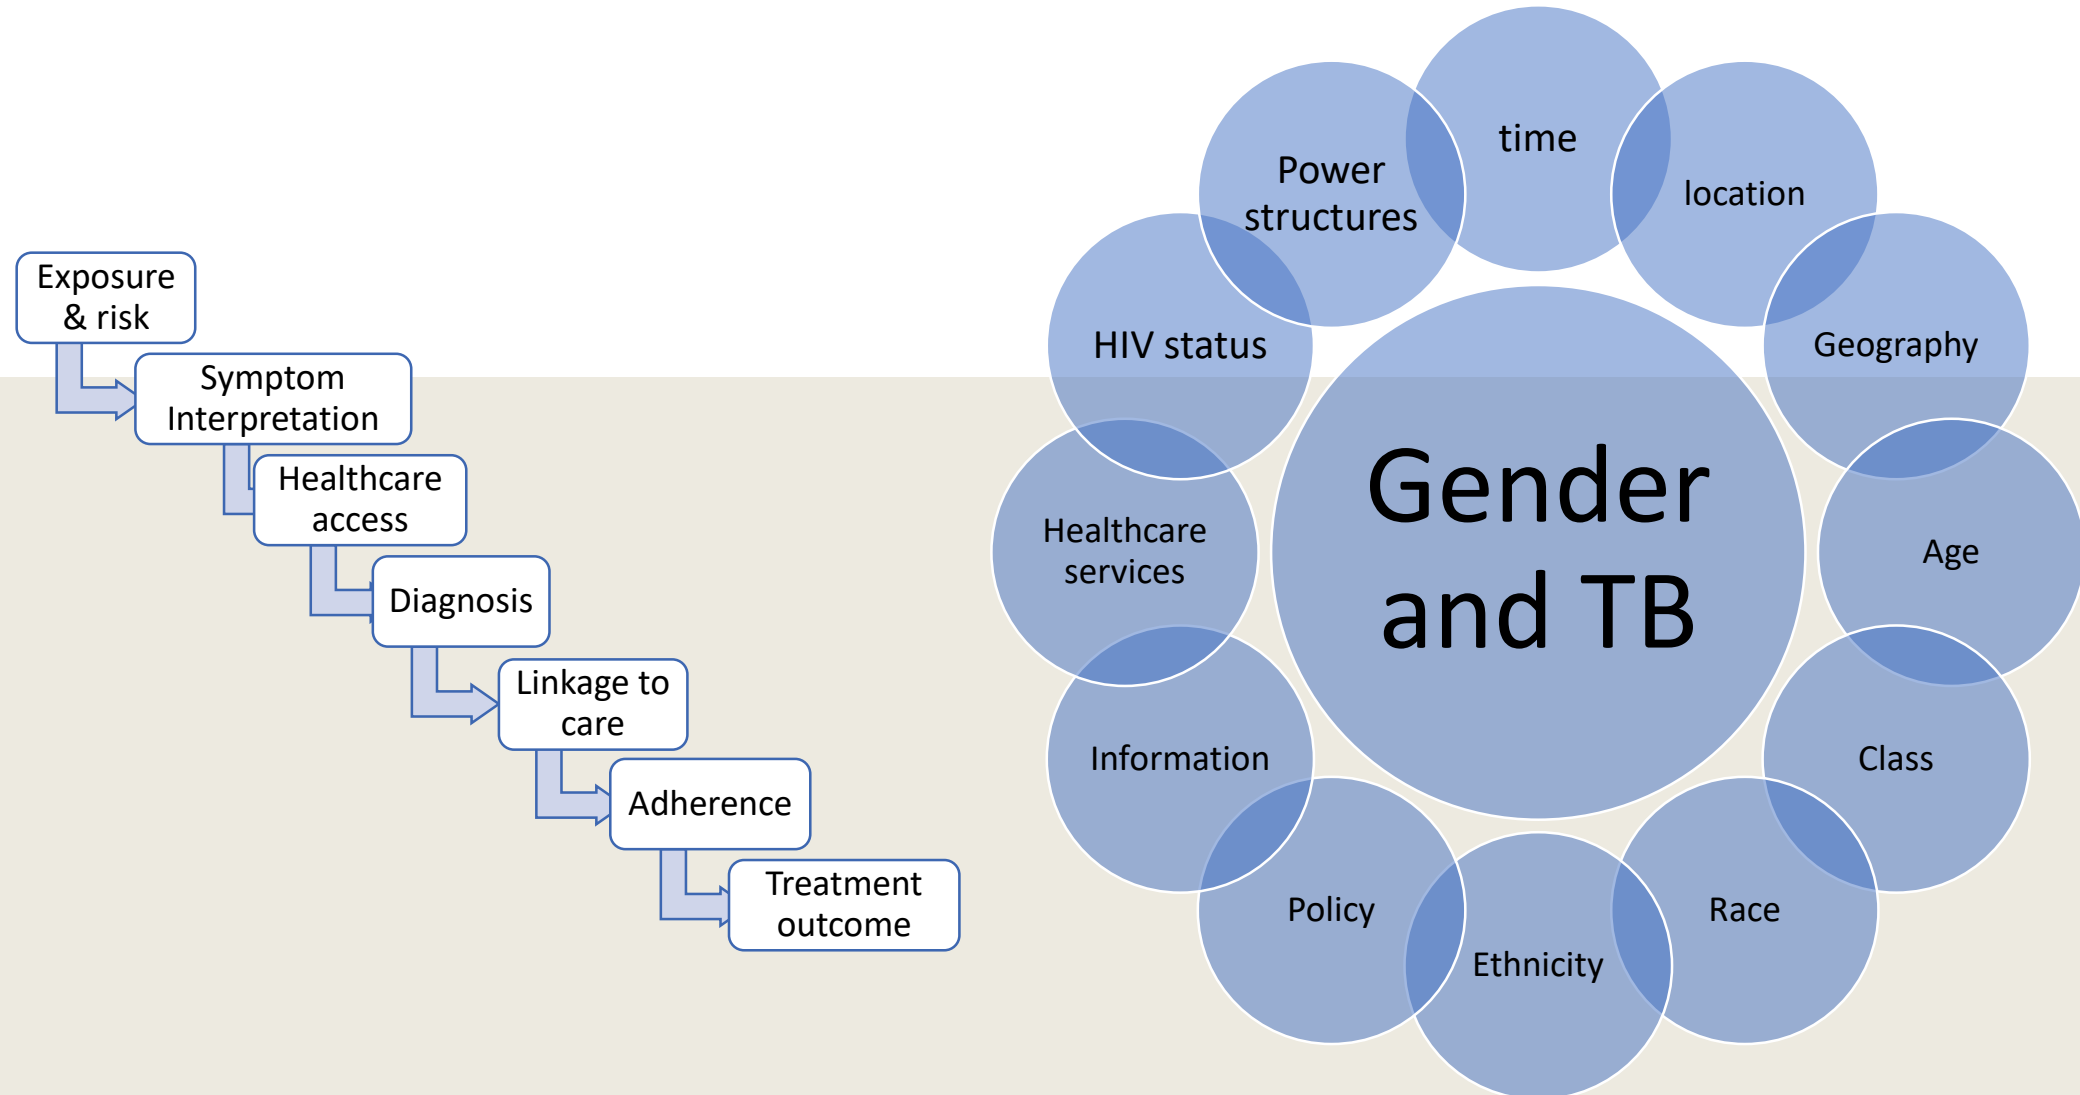 Exposure
& risk
Symptom
Interpretation
Healthcare
access
Diagnosis
Linkage to
care
Adherence
Treatment
outcome
Gender
and TB
time
location
Geography
Age
Class
Race
Ethnicity
Policy
Information
Healthcare
services
HIV status
Power
structures